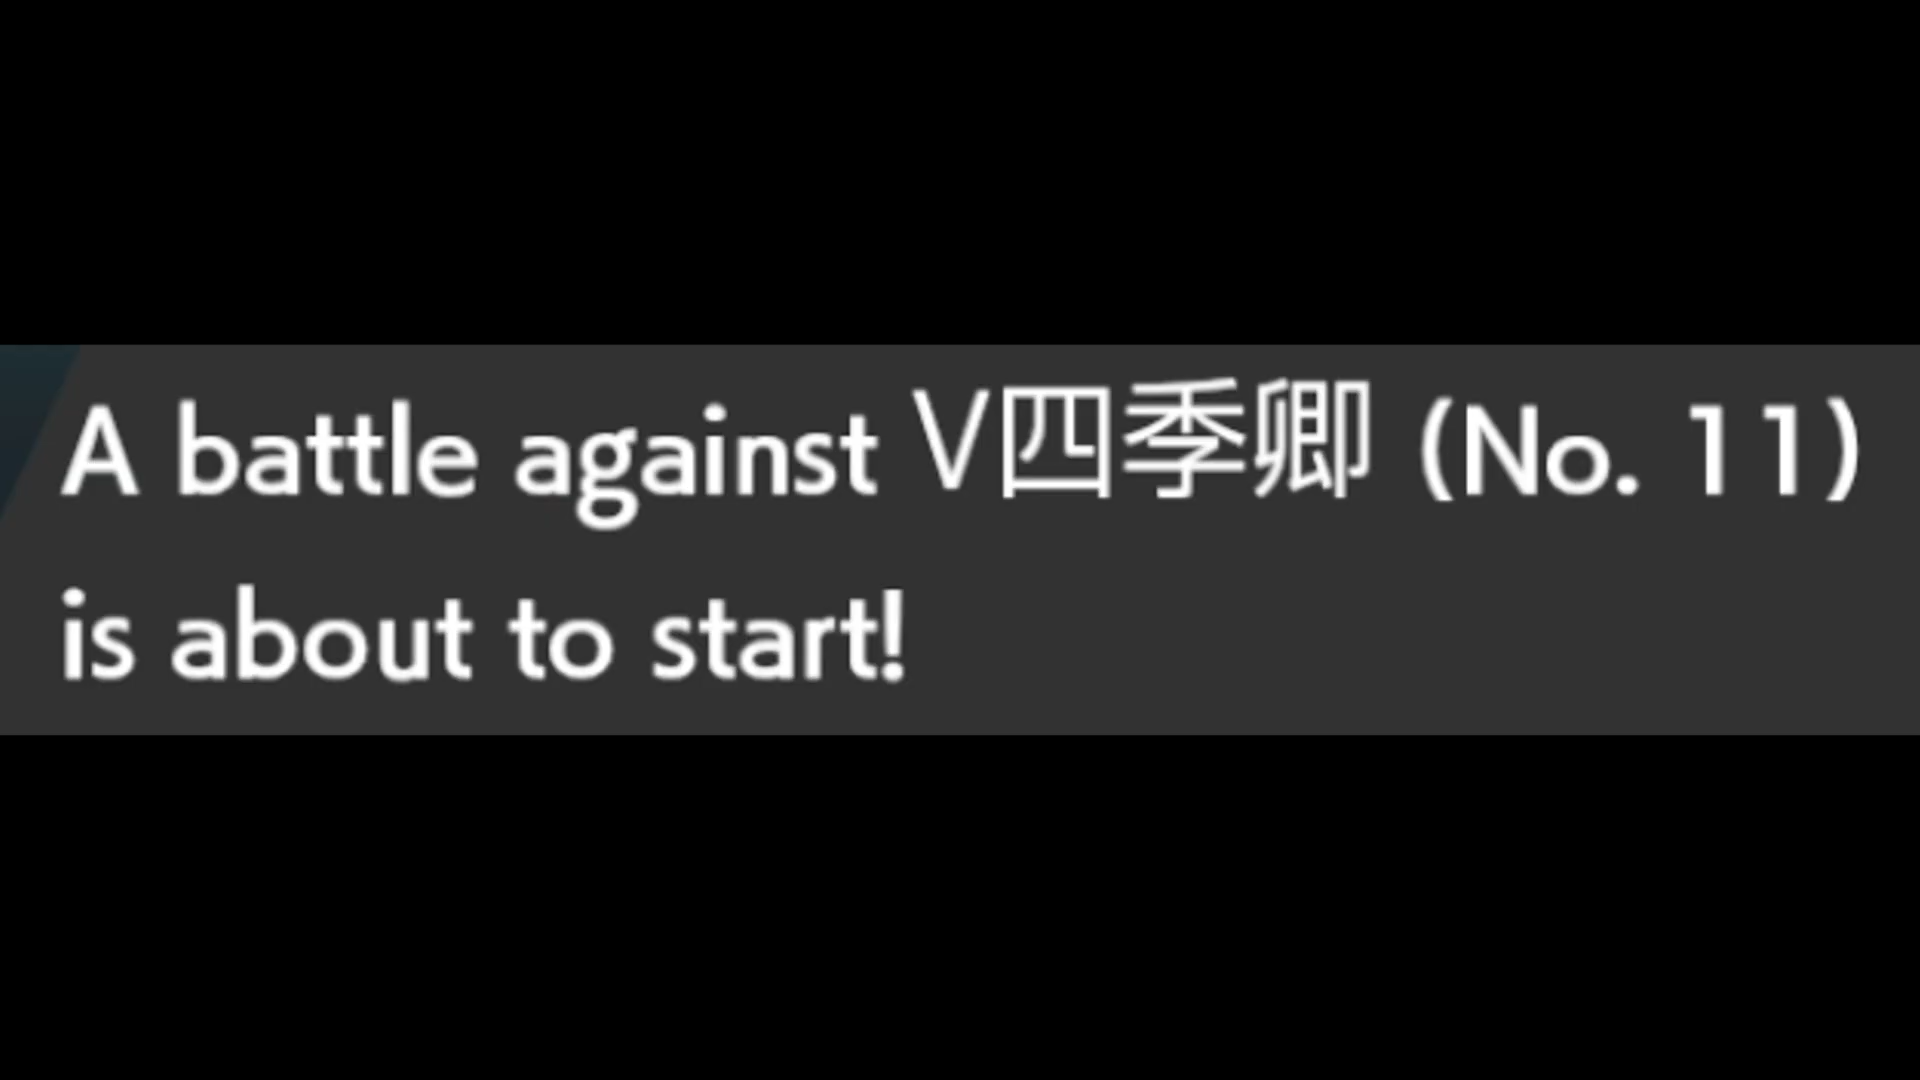 A battle against V四季卿 (No. 11)
is about to start!